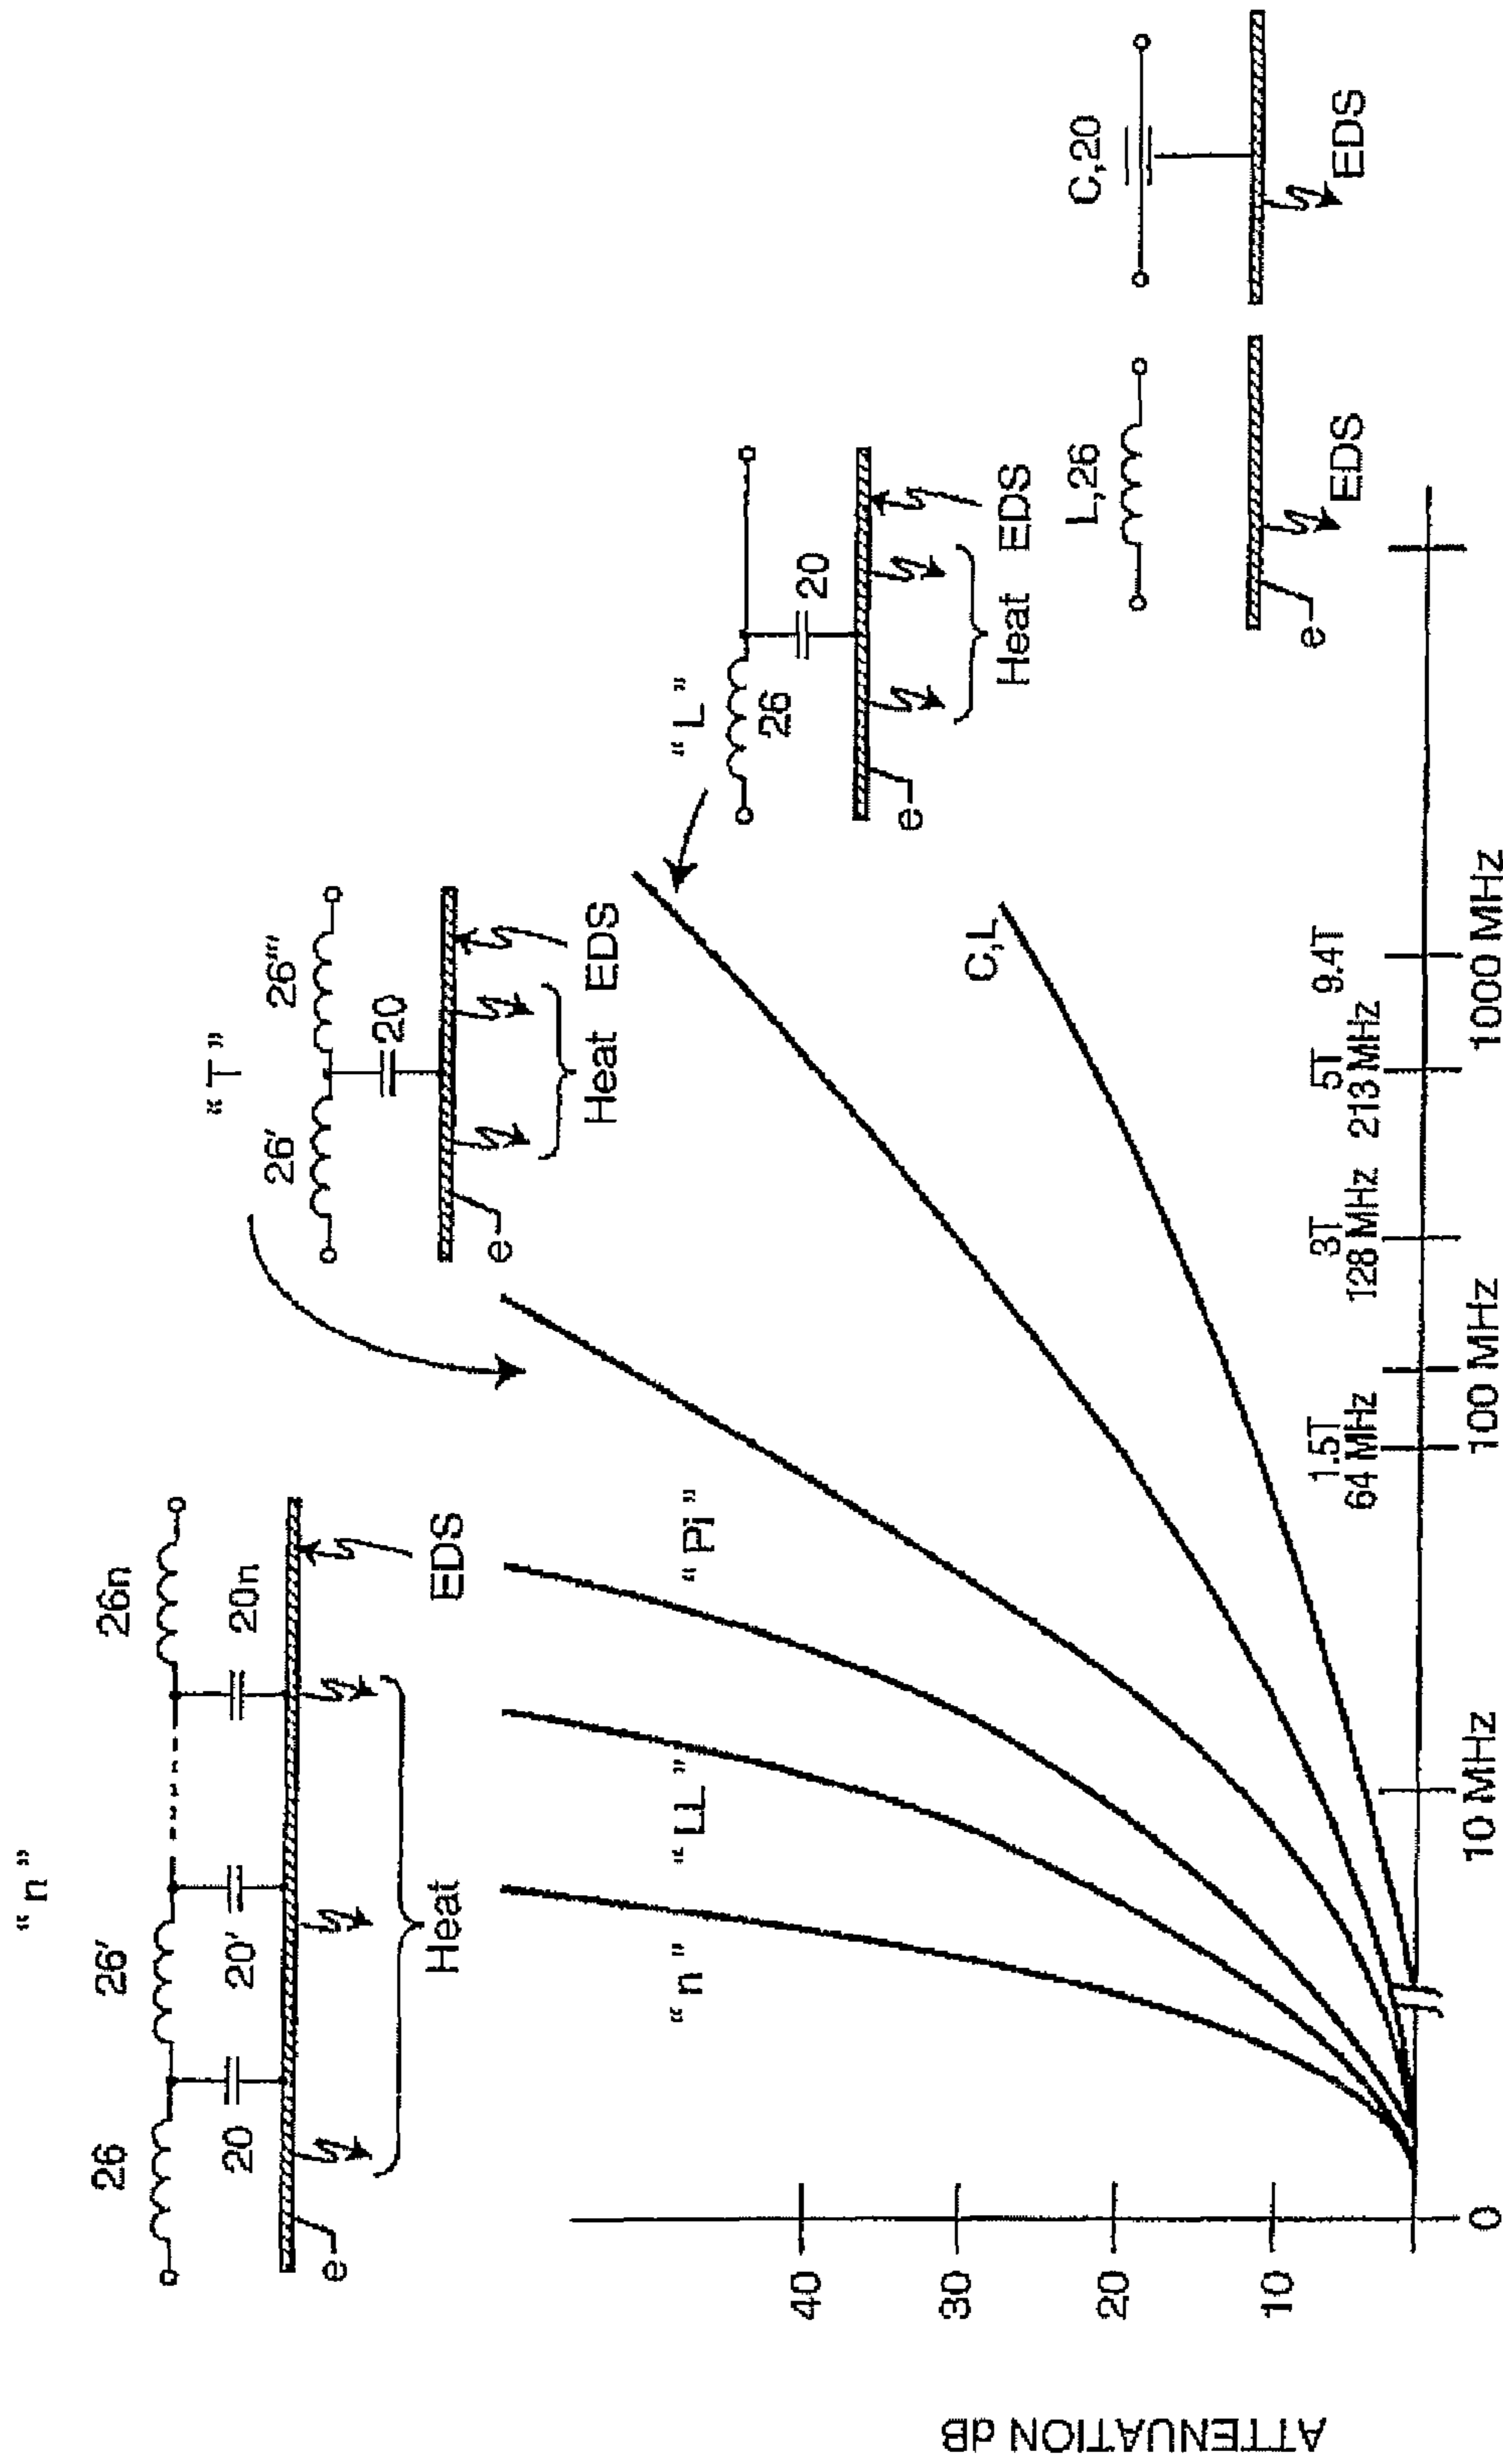 “n”
26
26'
26n
20
20'
20n
e
EDS
Heat
“T”
26'
26'''
20
e
Heat
EDS
“L”
26
20
e
Heat
EDS
L,26
C,20
e
EDS
EDS
“n”
“LL”
“Pi”
C,L
ATTENUATION dB
40
30
20
10
1.5T
64 MHz
3T
128 MHz
5T
213 MHz
9.4T
0
10 MHz
100 MHz
1000 MHz